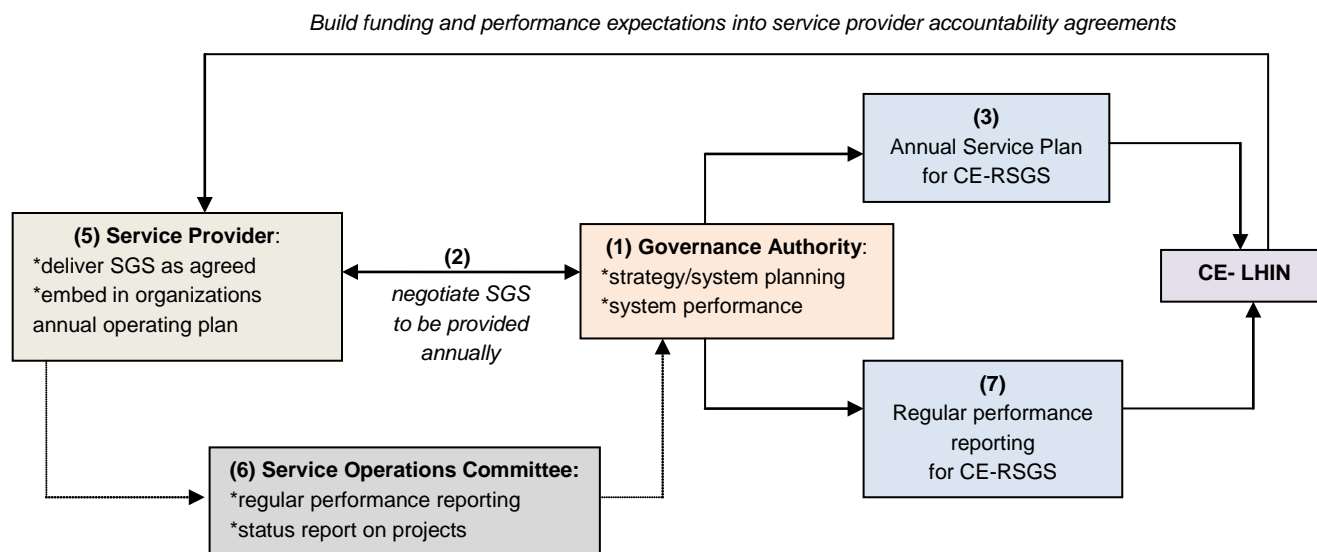 Build funding and performance expectations into service provider accountability agreements
(3)
Annual Service Plan
for CE-RSGS
(5) Service Provider:
*deliver SGS as agreed
*embed in organizations
annual operating plan
(2)
negotiate SGS
to be provided
annually
(1) Governance Authority:
*strategy/system planning
*system performance
CE- LHIN
(7)
Regular performance
reporting
for CE-RSGS
(6) Service Operations Committee:
*regular performance reporting
*status report on projects